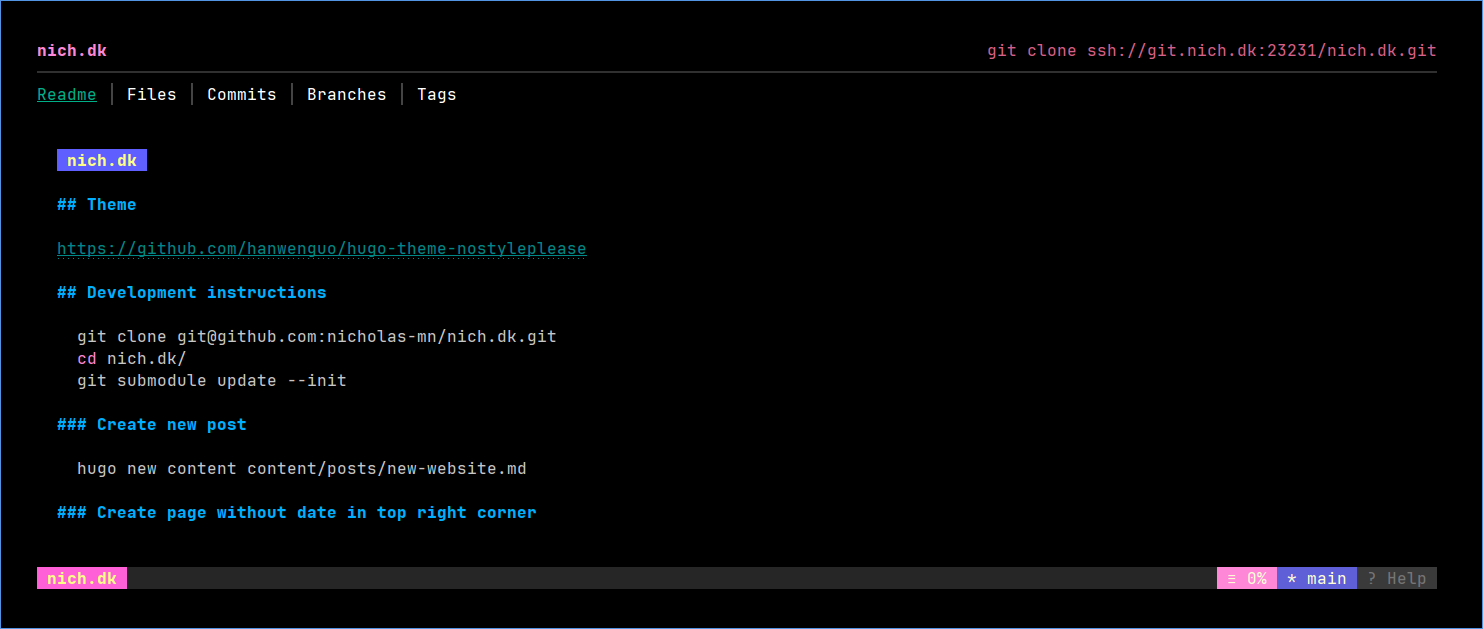 nich.dk git clone ssh://git.nich.dk:23231/nich.dk.git
Readme │ Files │ Commits │ Branches │ Tags
nich.dk
## Theme
https://github.com/hanwenguo/hugo-theme-nostyleplease
## Development instructions
git clone git@github.com:nicholas-mn/nich.dk.git
cd nich.dk/
git submodule update --init
### Create new post
hugo new content content/posts/new-website.md
### Create page without date in top right corner
nich.dk ≡ 0% * main ? Help